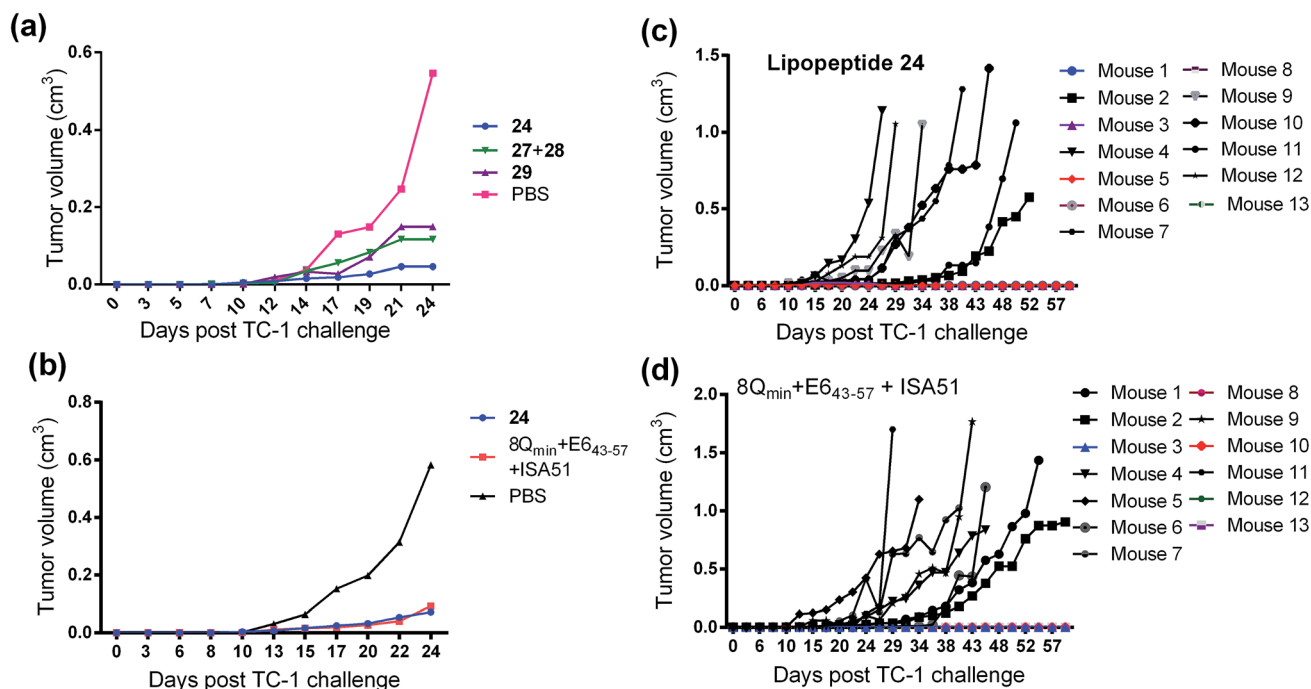 (a)
Tumor volume (cm³)
0.6
0.4
0.2
0.0
0 3 5 7 10 12 14 17 19 21 24
Days post TC-1 challenge
24
27+28
29
PBS
(b)
Tumor volume (cm³)
0.8
0.6
0.4
0.2
0.0
0 3 6 8 10 13 15 17 20 22 24
Days post TC-1 challenge
24
8Qmin+E643-57
+ISA51
PBS
(c)
Lipopeptide 24
Tumor volume (cm³)
1.5
1.0
0.5
0.0
0 3 6 10 15 20 24 29 34 38 43 48 52 57
Days post TC-1 challenge
Mouse 1
Mouse 2
Mouse 3
Mouse 4
Mouse 5
Mouse 6
Mouse 7
Mouse 8
Mouse 9
Mouse 10
Mouse 11
Mouse 12
Mouse 13
(d)
8Qmin+E643-57 + ISA51
Tumor volume (cm³)
2.0
1.5
1.0
0.5
0.0
0 3 6 10 15 20 24 29 34 38 43 48 52 57
Days post TC-1 challenge
Mouse 1
Mouse 2
Mouse 3
Mouse 4
Mouse 5
Mouse 6
Mouse 7
Mouse 8
Mouse 9
Mouse 10
Mouse 11
Mouse 12
Mouse 13